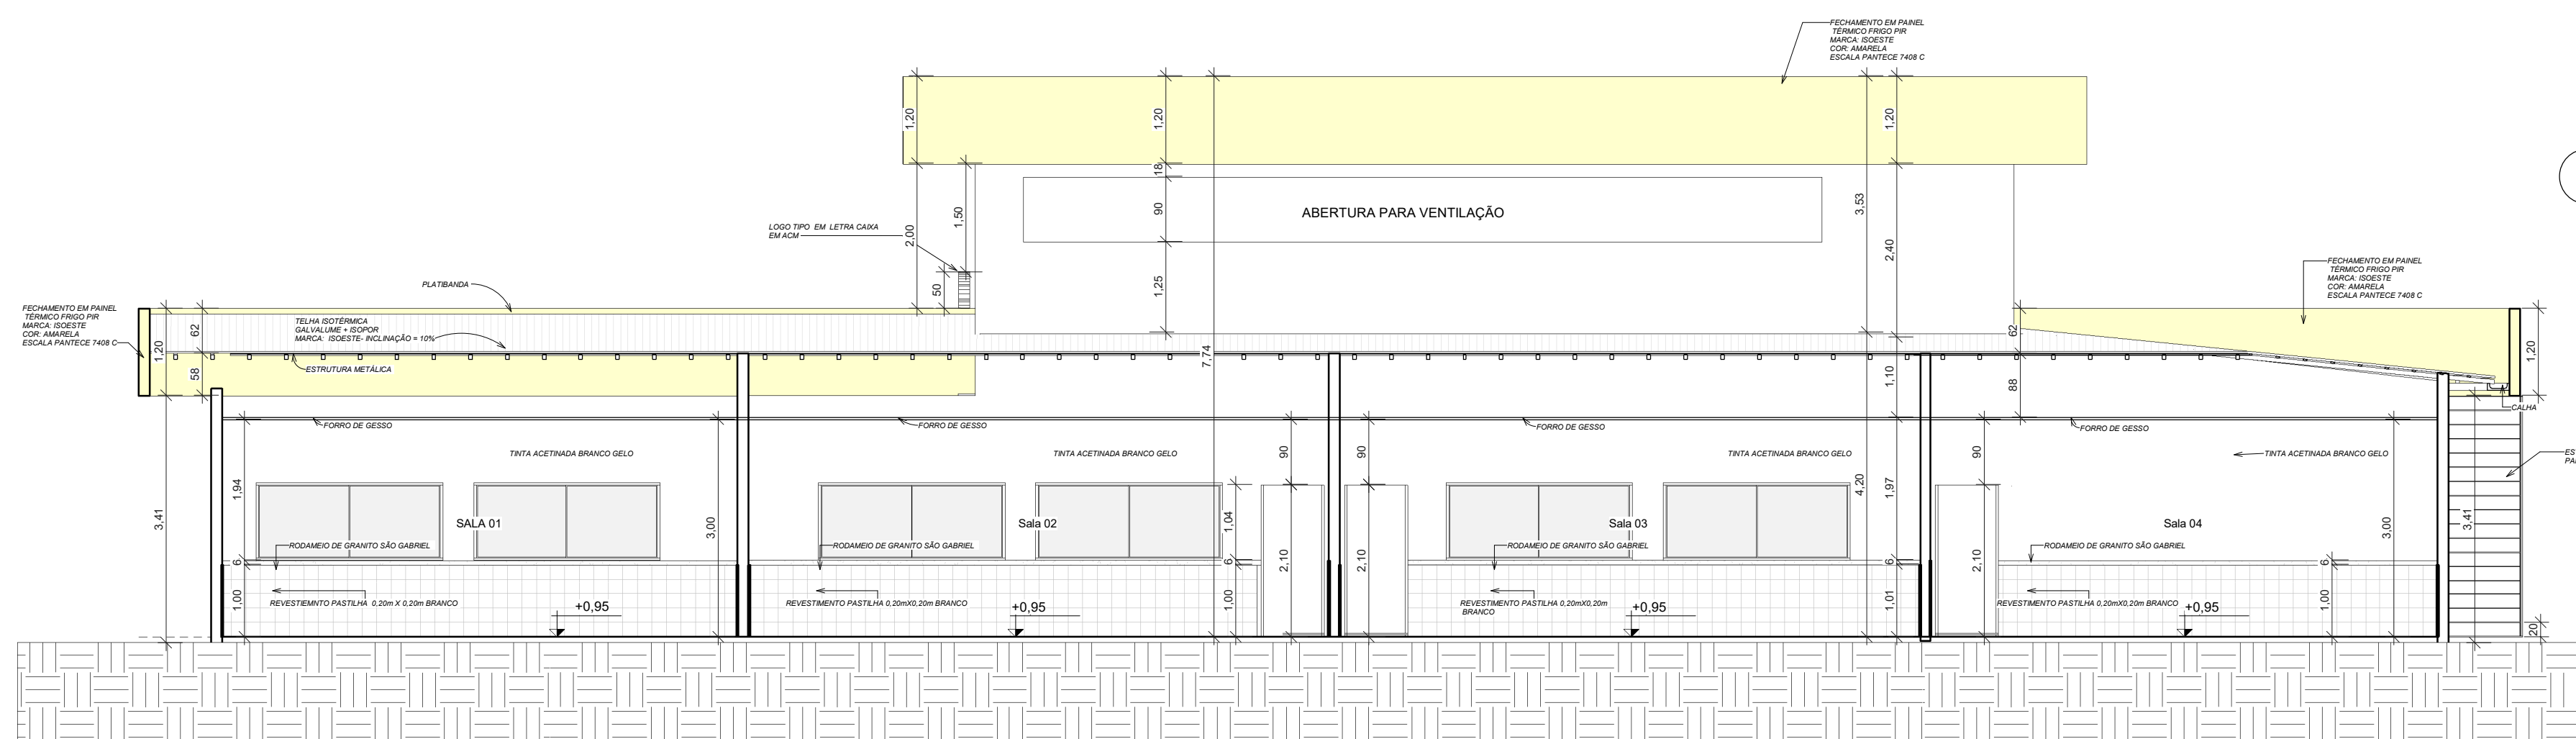 FECHAMENTO EM PAINEL
TÉRMICO FRIGO PIR
MARCA: ISOESTE
COR: AMARELA
ESCALA PANTECE 7408 C
1,20
1,20
1,20
18
90
ABERTURA PARA VENTILAÇÃO
3,53
1,50
2,00
LOGO TIPO EM LETRA CAIXA
EM ACM
2,40
1,25
50
PLATIBANDA
FECHAMENTO EM PAINEL
TÉRMICO FRIGO PIR
MARCA: ISOESTE
COR: AMARELA
ESCALA PANTECE 7408 C
FECHAMENTO EM PAINEL
TÉRMICO FRIGO PIR
MARCA: ISOESTE
COR: AMARELA
ESCALA PANTECE 7408 C
TELHA ISOTÉRMICA
GALVALUME + ISOPOR
MARCA: ISOESTE- INCLINAÇÃO = 10%
62
62
1,20
1,20
7,74
ESTRUTURA METÁLICA
58
1,10
88
CALHA
FORRO DE GESSO
FORRO DE GESSO
FORRO DE GESSO
FORRO DE GESSO
TINTA ACETINADA BRANCO GELO
TINTA ACETINADA BRANCO GELO
TINTA ACETINADA BRANCO GELO
TINTA ACETINADA BRANCO GELO
90
90
90
1,94
4,20
1,97
3,41
3,00
1,04
3,00
3,41
SALA 01
Sala 02
Sala 03
Sala 04
RODAMEIO DE GRANITO SÃO GABRIEL
RODAMEIO DE GRANITO SÃO GABRIEL
RODAMEIO DE GRANITO SÃO GABRIEL
RODAMEIO DE GRANITO SÃO GABRIEL
6
6
6
6
2,10
2,10
2,10
1,00
1,00
1,01
1,00
REVESTIEMNTO PASTILHA 0,20m X 0,20m BRANCO
REVESTIMENTO PASTILHA 0,20mX0,20m BRANCO
REVESTIMENTO PASTILHA 0,20mX0,20m
BRANCO
REVESTIMENTO PASTILHA 0,20mX0,20m BRANCO
+0,95
+0,95
+0,95
+0,95
20